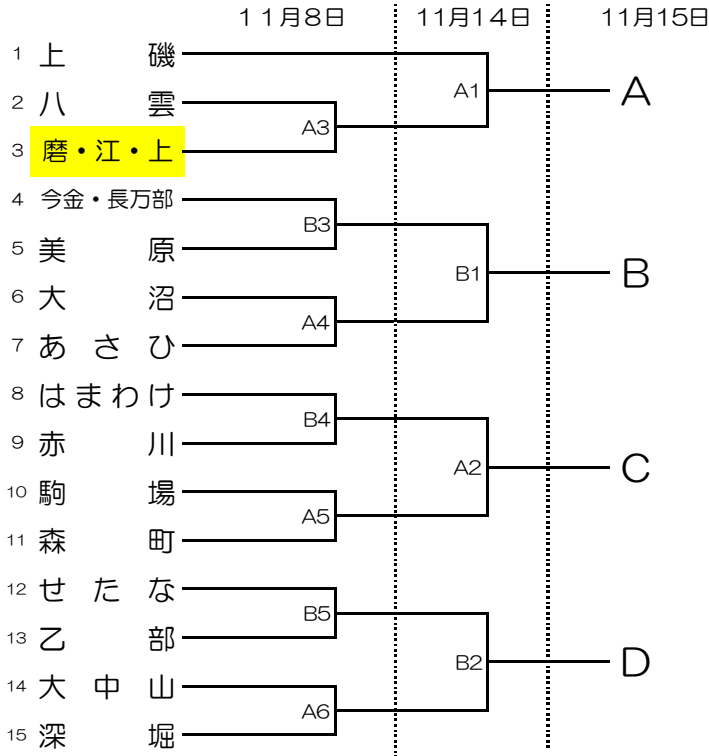 11月8日 11月14日 11月15日
1 上磯
A1 A
2 八雲
A3
3 磨・江・上
4 今金・長万部
B3
5 美原
B1 B
6 大沼
A4
7 あさひ
8 はまわけ
B4
9 赤川
A2 C
10 駒場
A5
11 森町
12 せたな
B5
13 乙部
B2 D
14 大中山
A6
15 深堀